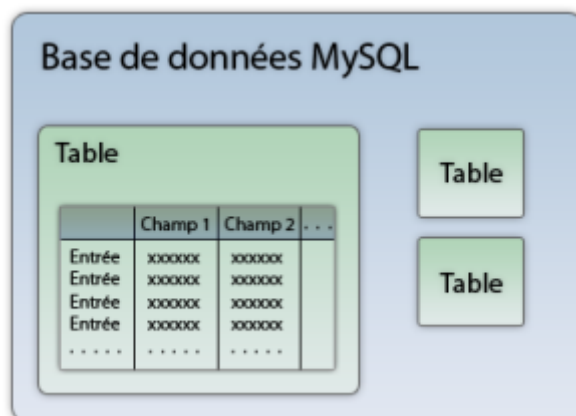 Base de données MySQL
Table
Champ 1 Champ 2 . . .
Entrée xxxxxx xxxxxx
Entrée xxxxxx xxxxxx
Entrée xxxxxx xxxxxx
Entrée xxxxxx xxxxxx
. . . . . . . . . . . . . . .
Table
Table